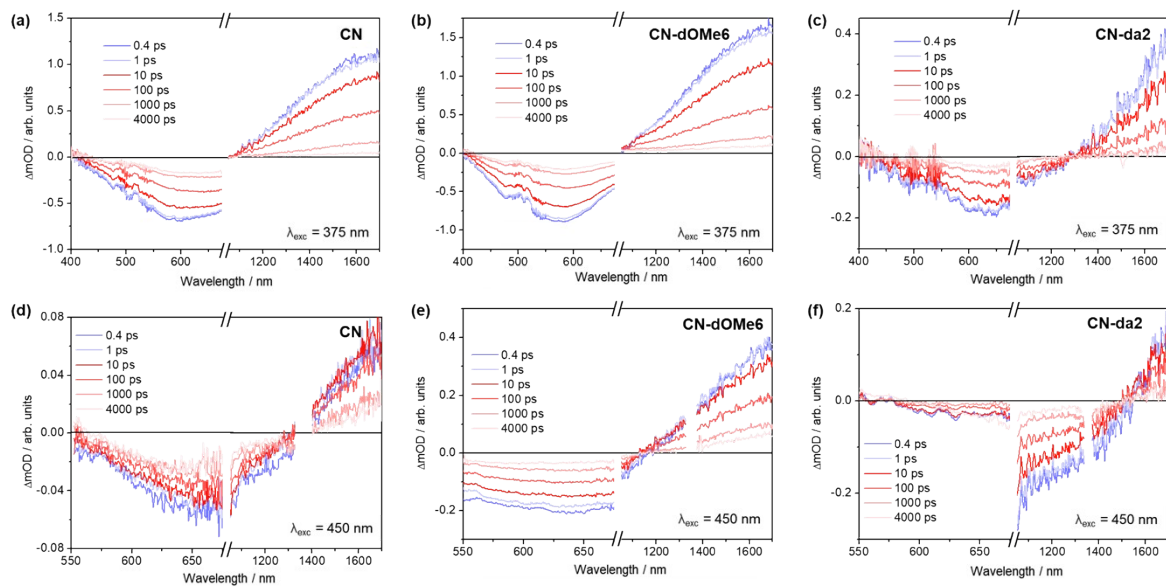 (a)
CN
0.4 ps
1 ps
10 ps
100 ps
1000 ps
4000 ps
λexc = 375 nm
1.0
0.5
0.0
-0.5
-1.0
400
500
600
1200
1400
1600
ΔmOD / arb. units
Wavelength / nm
(b)
CN-dOMe6
0.4 ps
1 ps
10 ps
100 ps
1000 ps
4000 ps
λexc = 375 nm
1.5
1.0
0.5
0.0
-0.5
-1.0
400
500
600
1200
1400
1600
ΔmOD / arb. units
Wavelength / nm
(c)
CN-da2
0.4 ps
1 ps
10 ps
100 ps
1000 ps
4000 ps
λexc = 375 nm
0.4
0.2
0.0
-0.2
400
500
600
1200
1400
1600
ΔmOD / arb. units
Wavelength / nm
(d)
CN
0.4 ps
1 ps
10 ps
100 ps
1000 ps
4000 ps
λexc = 450 nm
0.08
0.04
0.00
-0.04
-0.08
550
600
650
1200
1400
1600
ΔmOD / arb. units
Wavelength / nm
(e)
CN-dOMe6
0.4 ps
1 ps
10 ps
100 ps
1000 ps
4000 ps
λexc = 450 nm
0.4
0.2
0.0
-0.2
550
600
650
1200
1400
1600
ΔmOD / arb. units
Wavelength / nm
(f)
CN-da2
0.4 ps
1 ps
10 ps
100 ps
1000 ps
4000 ps
λexc = 450 nm
0.2
0.0
-0.2
550
600
650
1200
1400
1600
ΔmOD / arb. units
Wavelength / nm